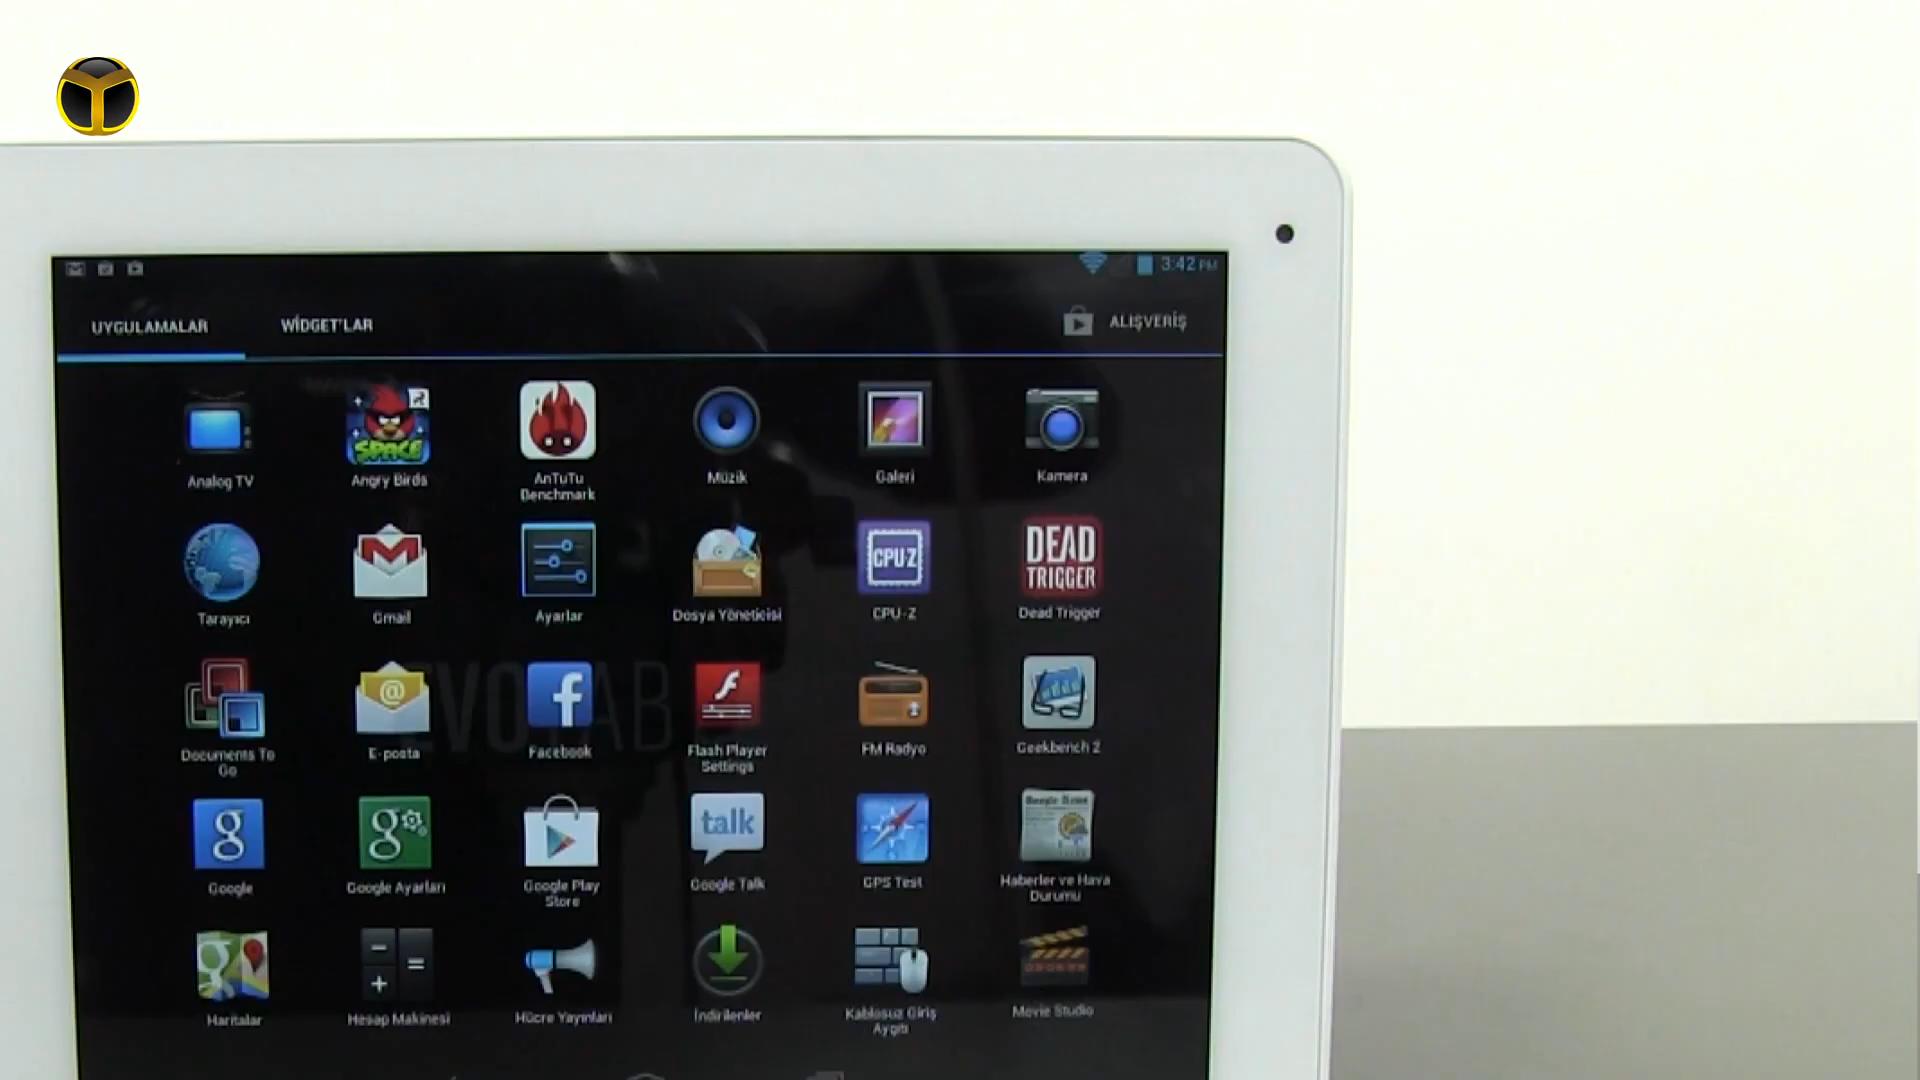 3:42 PM
UYGULAMALAR WİDGET'LAR ALIŞVERİŞ
SPACE
Analog TV
Angry Birds
AnTuTu
Benchmark
Müzik
Galeri
Kamera
CPU-Z
DEAD
TRIGGER
Tarayıcı
Gmail
Ayarlar
Dosya Yöneticisi
CPU-Z
Dead Trigger
EVOTAB
Documents To
Go
E-posta
Facebook
Flash Player
Settings
FM Radyo
Geekbench 2
g
g
talk
Google News
Google
Google Ayarları
Google Play
Store
Google Talk
GPS Test
Haberler ve Hava
Durumu
g
Haritalar
Hesap Makinesi
Hücre Yayınları
İndirilenler
Kablosuz Giriş
Aygıtı
Movie Studio